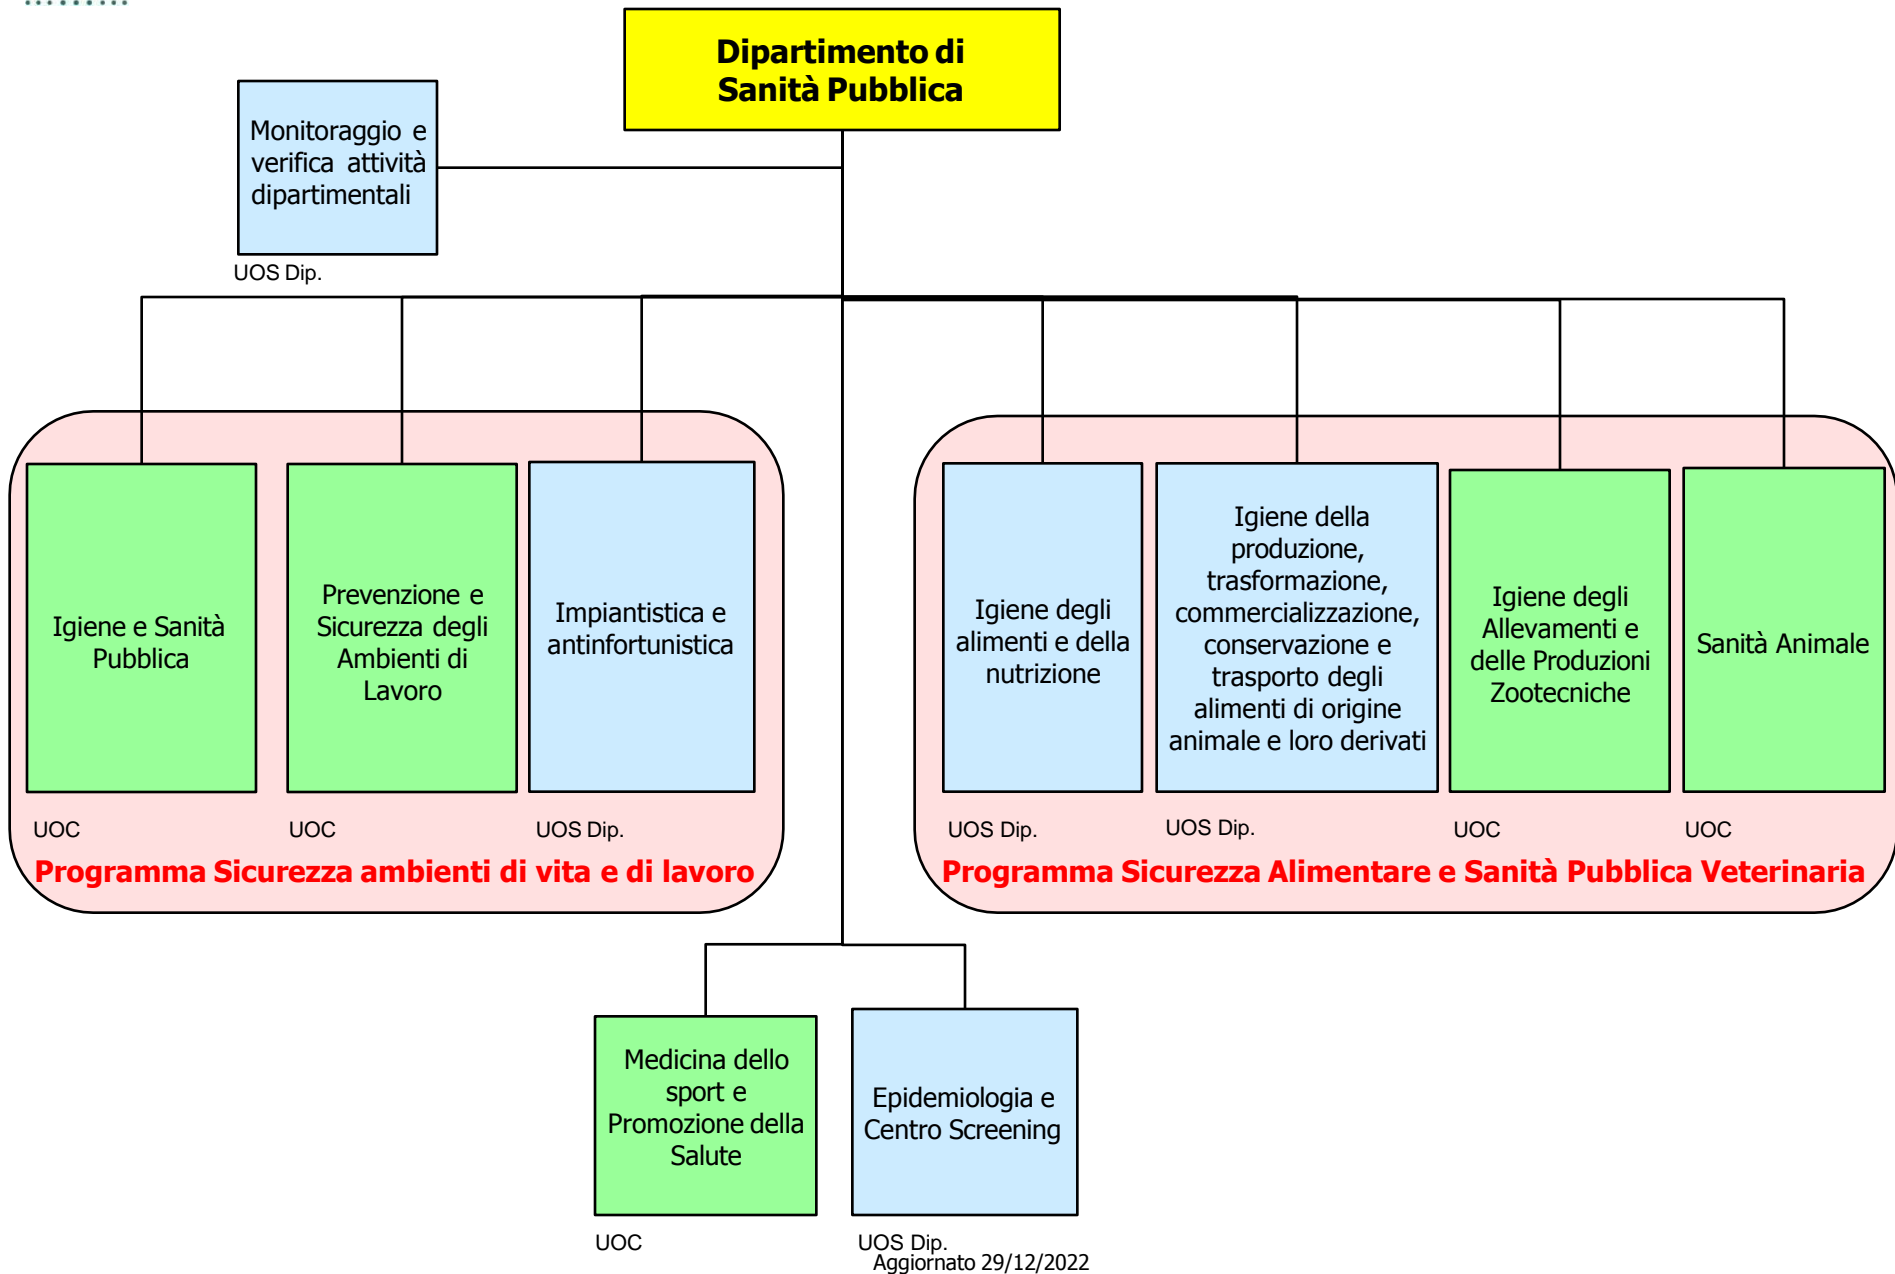 Dipartimento di
Sanità Pubblica
Monitoraggio e
verifica attività
dipartimentali
UOS Dip.
Igiene e Sanità
Pubblica
UOC
Prevenzione e
Sicurezza degli
Ambienti di
Lavoro
UOC
Impiantistica e
antinfortunistica
UOS Dip.
Programma Sicurezza ambienti di vita e di lavoro
Igiene degli
alimenti e della
nutrizione
UOS Dip.
Igiene della
produzione,
trasformazione,
commercializzazione,
conservazione e
trasporto degli
alimenti di origine
animale e loro derivati
UOS Dip.
Igiene degli
Allevamenti e
delle Produzioni
Zootecniche
UOC
Sanità Animale
UOC
Programma Sicurezza Alimentare e Sanità Pubblica Veterinaria
Medicina dello
sport e
Promozione della
Salute
UOC
Epidemiologia e
Centro Screening
UOS Dip.
Aggiornato 29/12/2022